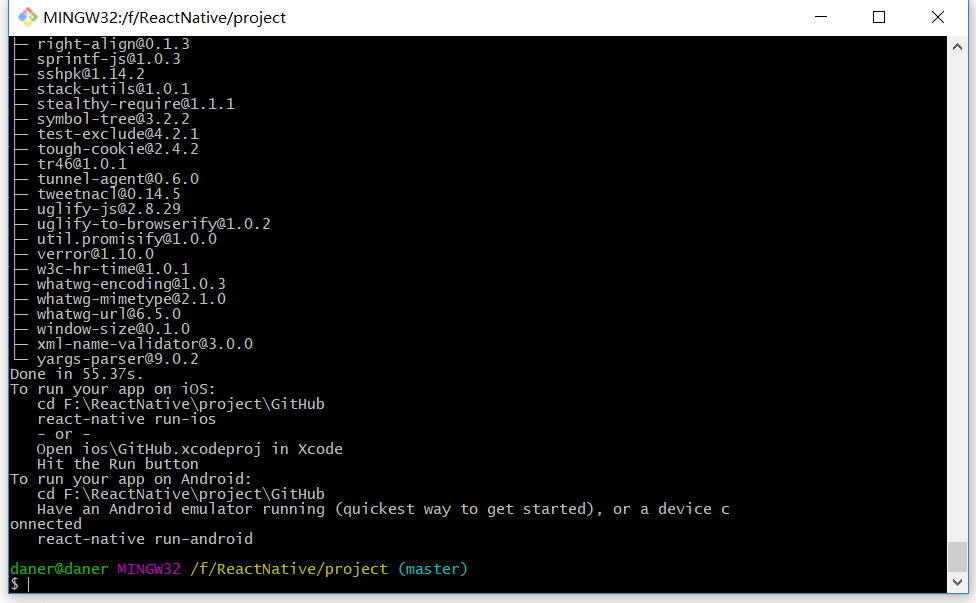 MINGW32:/f/ReactNative/project
├─ right-align@0.1.3
├─ sprintf-js@1.0.3
├─ sshpk@1.14.2
├─ stack-utils@1.0.1
├─ stealthy-require@1.1.1
├─ symbol-tree@3.2.2
├─ test-exclude@4.2.1
├─ tough-cookie@2.4.2
├─ tr46@1.0.1
├─ tunnel-agent@0.6.0
├─ tweetnacl@0.14.5
├─ uglify-js@2.8.29
├─ uglify-to-browserify@1.0.2
├─ util.promisify@1.0.0
├─ verror@1.10.0
├─ w3c-hr-time@1.0.1
├─ whatwg-encoding@1.0.3
├─ whatwg-mimetype@2.1.0
├─ whatwg-url@6.5.0
├─ window-size@0.1.0
├─ xml-name-validator@3.0.0
└─ yargs-parser@9.0.2
Done in 55.37s.
To run your app on iOS:
   cd F:\ReactNative\project\GitHub
   react-native run-ios
   - or -
   Open ios\GitHub.xcodeproj in Xcode
   Hit the Run button
To run your app on Android:
   cd F:\ReactNative\project\GitHub
   Have an Android emulator running (quickest way to get started), or a device c
onnected
   react-native run-android
daner@daner MINGW32 /f/ReactNative/project (master)
$